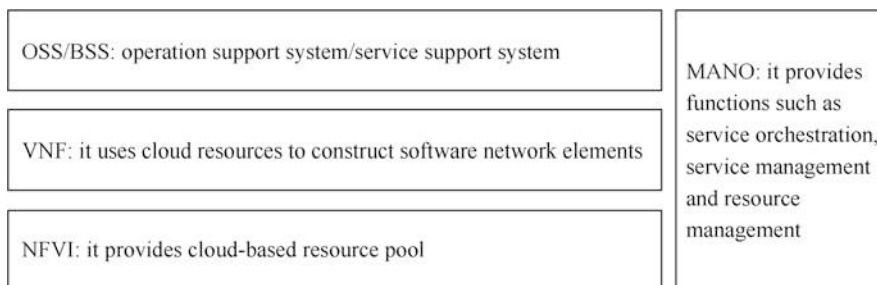 OSS/BSS: operation support system/service support system
VNF: it uses cloud resources to construct software network elements
NFVI: it provides cloud-based resource pool
MANO: it provides
functions such as
service orchestration,
service management
and resource
management